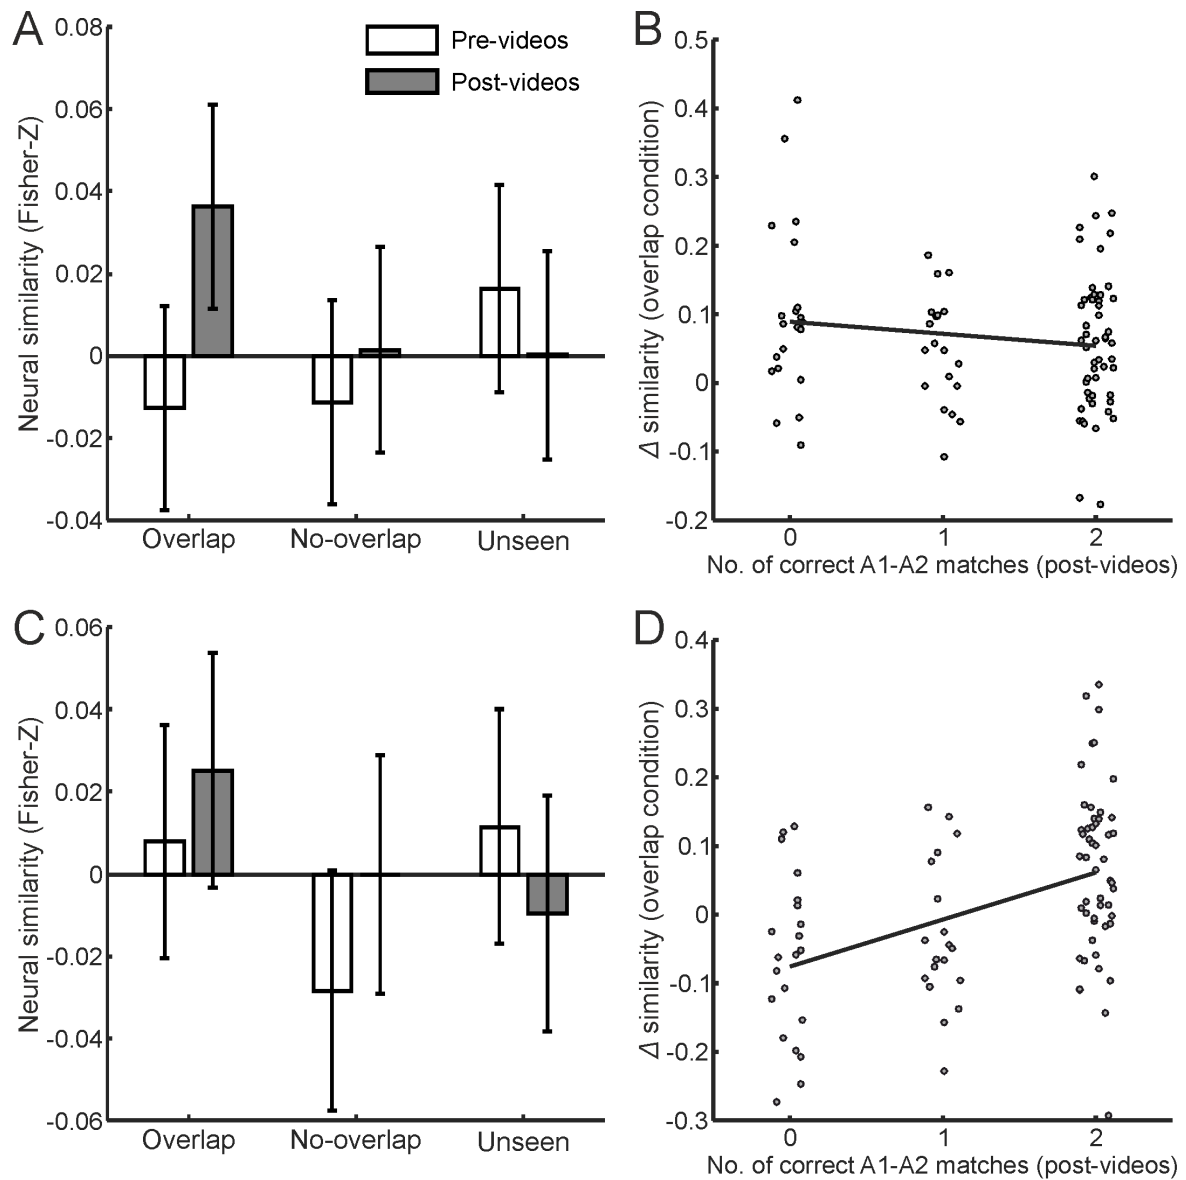 A
Pre-videos
Post-videos
Neural similarity (Fisher-Z)
0.08
0.06
0.04
0.02
0
-0.02
-0.04
Overlap
No-overlap
Unseen
B
Δ similarity (overlap condition)
0.5
0.4
0.3
0.2
0.1
0
-0.1
-0.2
0
1
2
No. of correct A1-A2 matches (post-videos)
C
Neural similarity (Fisher-Z)
0.06
0.04
0.02
0
-0.02
-0.04
-0.06
Overlap
No-overlap
Unseen
D
Δ similarity (overlap condition)
0.4
0.3
0.2
0.1
0
-0.1
-0.2
-0.3
0
1
2
No. of correct A1-A2 matches (post-videos)